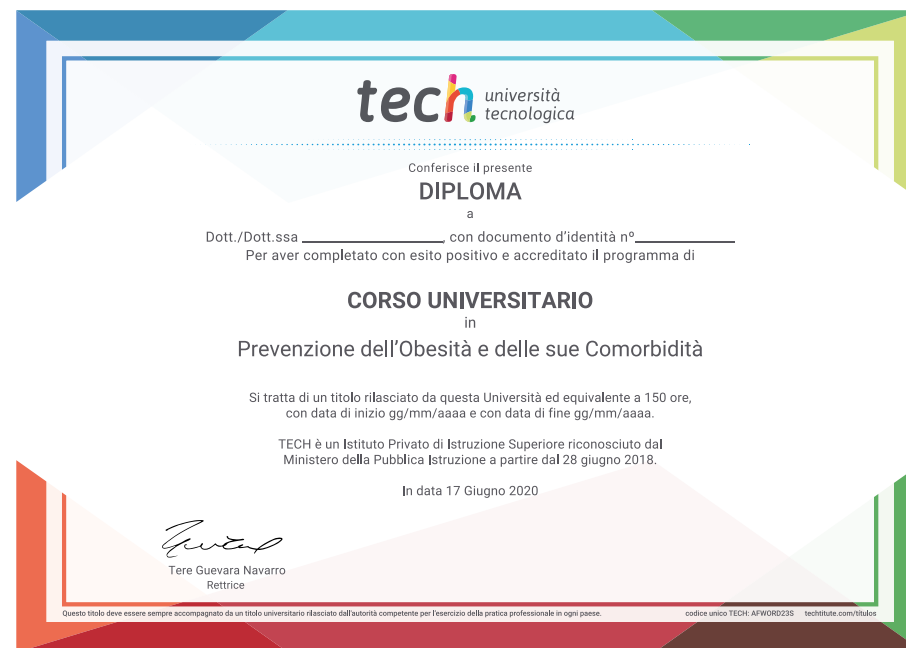 tech università
tecnologica
Conferisce il presente
DIPLOMA
a
Dott./Dott.ssa ____________________, con documento d'identità nº______________
Per aver completato con esito positivo e accreditato il programma di
CORSO UNIVERSITARIO
in
Prevenzione dell'Obesità e delle sue Comorbidità
Si tratta di un titolo rilasciato da questa Università ed equivalente a 150 ore,
con data di inizio gg/mm/aaaa e con data di fine gg/mm/aaaa.
TECH è un Istituto Privato di Istruzione Superiore riconosciuto dal
Ministero della Pubblica Istruzione a partire dal 28 giugno 2018.
In data 17 Giugno 2020
Tere Guevara Navarro
Rettrice
Questo titolo deve essere sempre accompagnato da un titolo universitario rilasciato dall'autorità competente per l'esercizio della pratica professionale in ogni paese. codice unico TECH: AFWORD23S techtitute.com/titulos